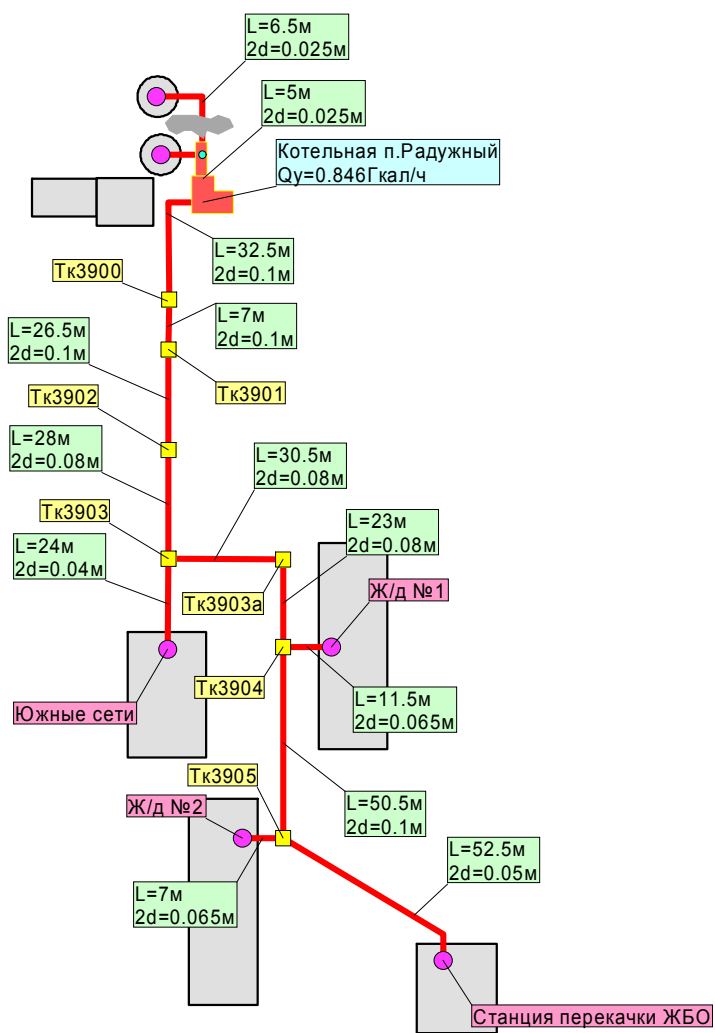 L=6.5м
2d=0.025м
L=5м
2d=0.025м
Котельная п.Радужный
Qу=0.846Гкал/ч
L=32.5м
2d=0.1м
Тк3900
L=7м
2d=0.1м
L=26.5м
2d=0.1м
Тк3901
Тк3902
L=28м
2d=0.08м
L=30.5м
2d=0.08м
Тк3903
L=23м
2d=0.08м
L=24м
2d=0.04м
Тк3903а
Ж/д №1
Тк3904
L=11.5м
2d=0.065м
Южные сети
Тк3905
Ж/д №2
L=50.5м
2d=0.1м
L=52.5м
2d=0.05м
L=7м
2d=0.065м
Станция перекачки ЖБО